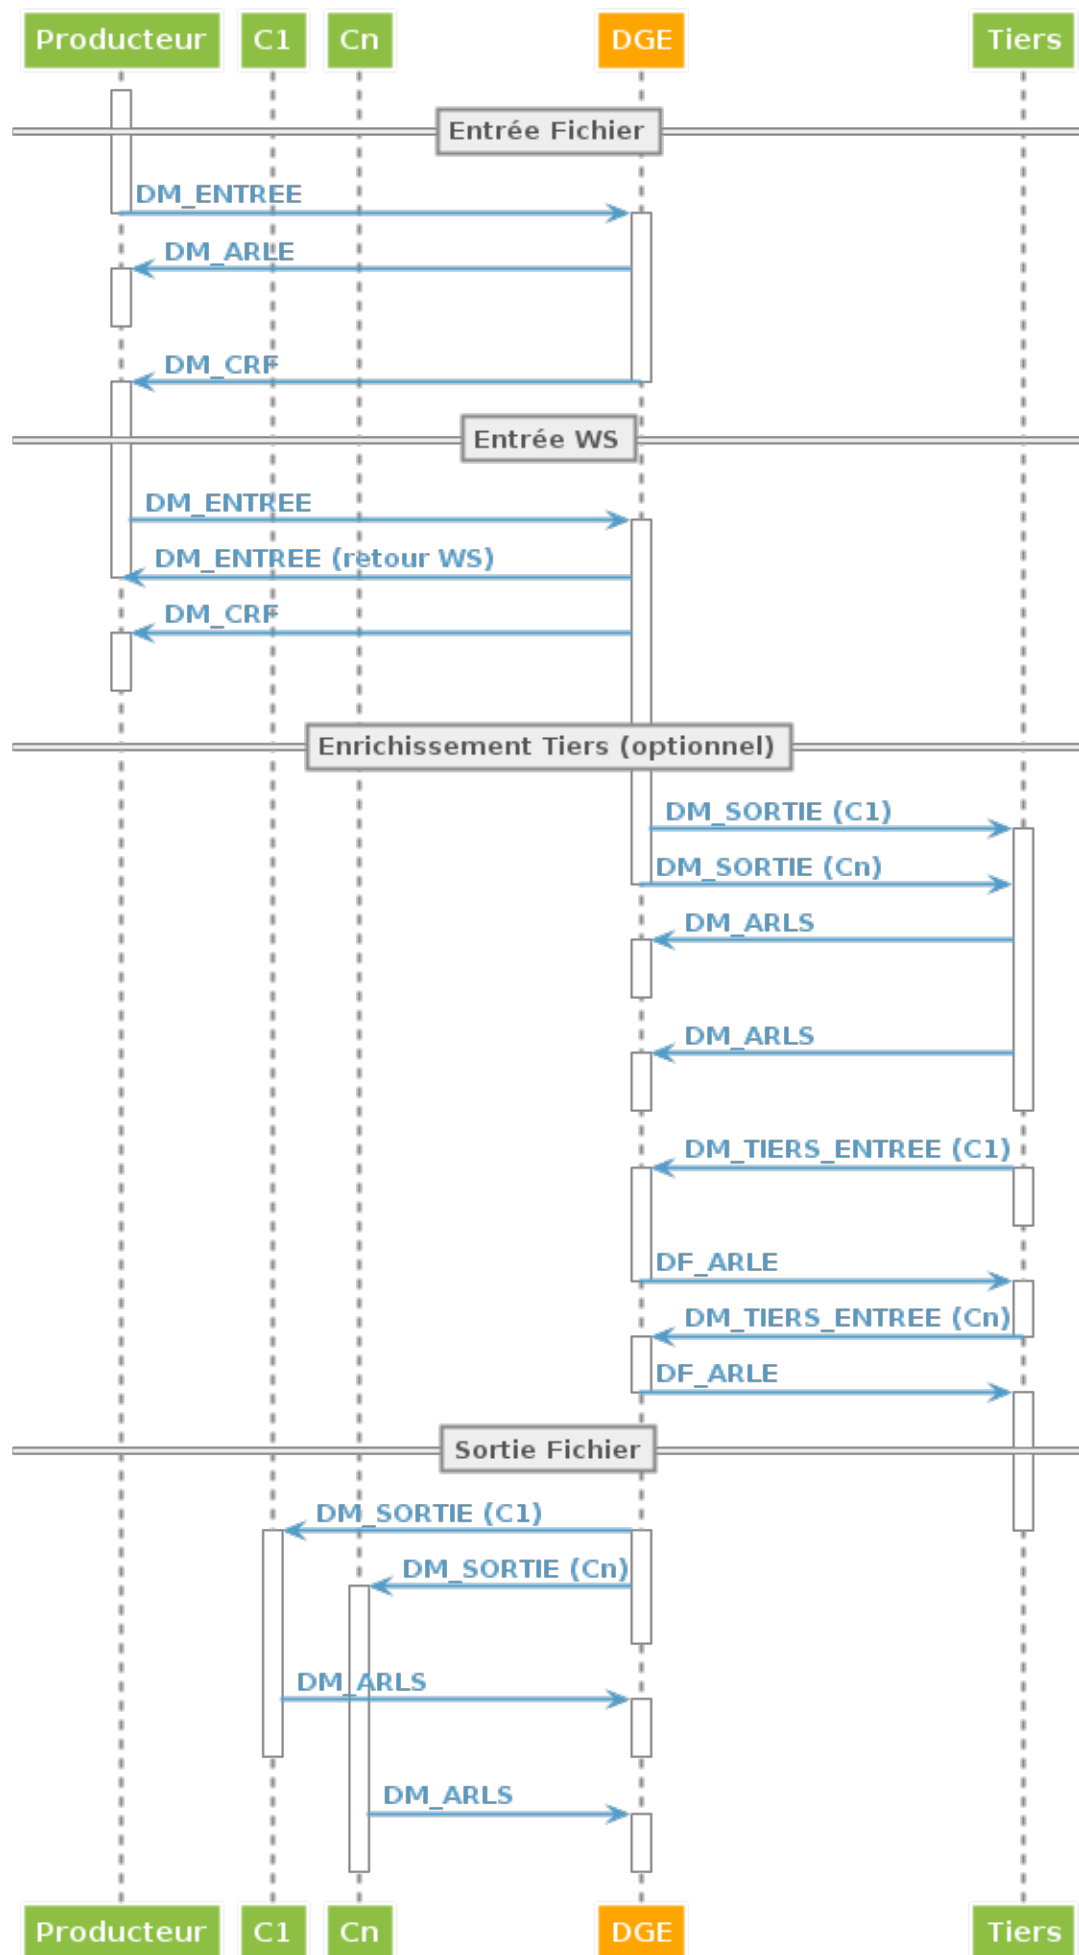 Producteur C1 Cn DGE Tiers
Entrée Fichier
DM_ENTREE
DM_ARLE
DM_CRF
Entrée WS
DM_ENTREE
DM_ENTREE (retour WS)
DM_CRF
Enrichissement Tiers (optionnel)
DM_SORTIE (C1)
DM_SORTIE (Cn)
DM_ARLS
DM_ARLS
DM_TIERS_ENTREE (C1)
DF_ARLE
DM_TIERS_ENTREE (Cn)
DF_ARLE
Sortie Fichier
DM_SORTIE (C1)
DM_SORTIE (Cn)
DM_ARLS
DM_ARLS
Producteur C1 Cn DGE Tiers